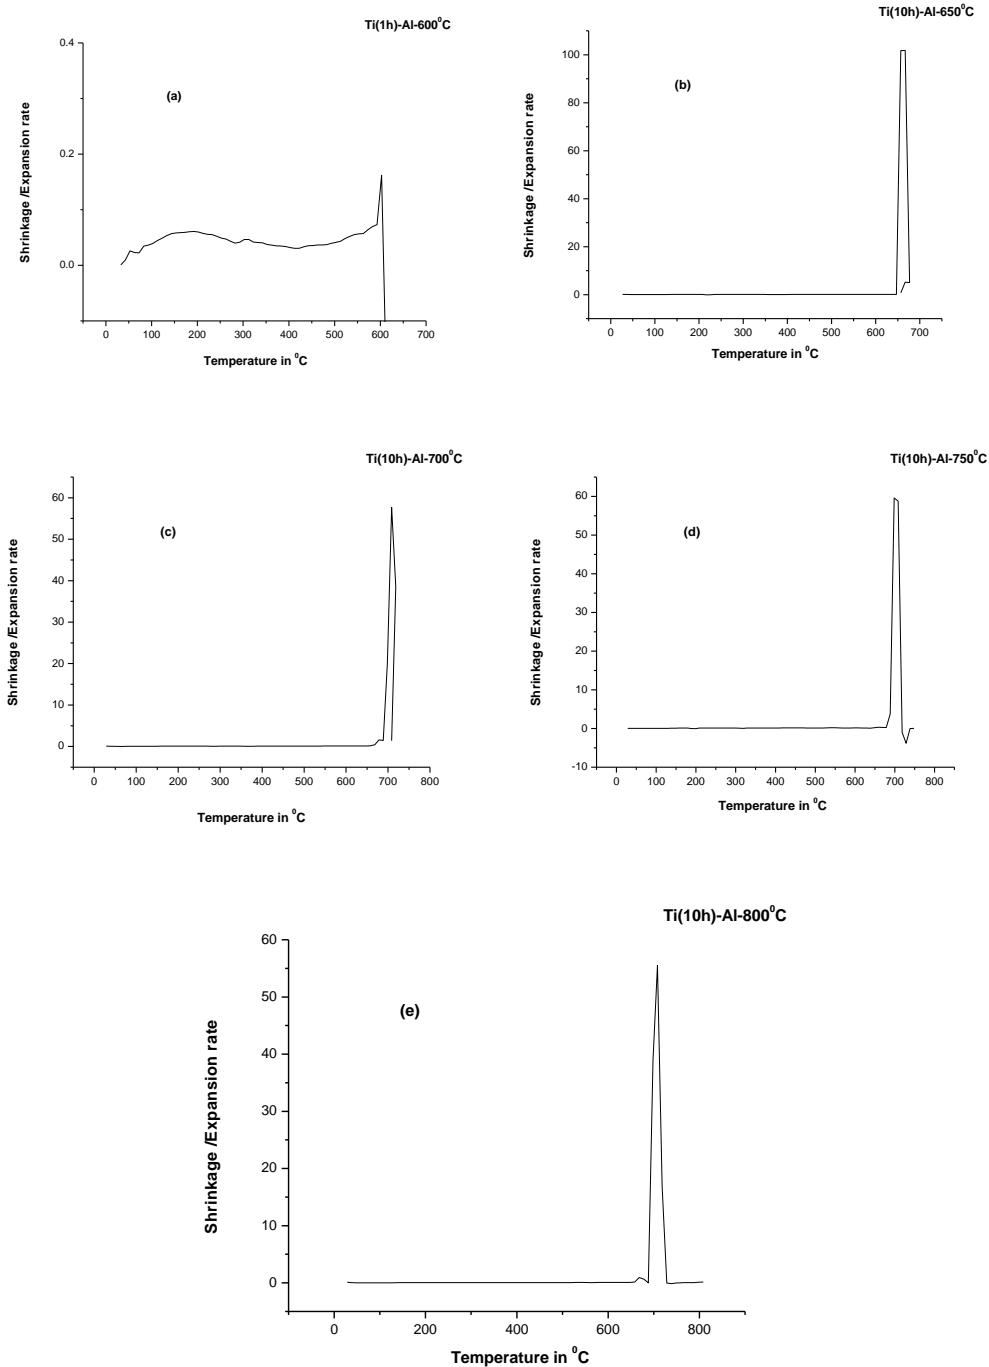 Ti(1h)-Al-600⁰C
(a)
Shrinkage /Expansion rate
0.4
0.2
0.0
0 100 200 300 400 500 600 700
Temperature in ⁰C
Ti(10h)-Al-650⁰C
(b)
Shrinkage /Expansion rate
100
80
60
40
20
0
0 100 200 300 400 500 600 700
Temperature in ⁰C
Ti(10h)-Al-700⁰C
(c)
Shrinkage /Expansion rate
60
50
40
30
20
10
0
0 100 200 300 400 500 600 700 800
Temperature in ⁰C
Ti(10h)-Al-750⁰C
(d)
Shrinkage /Expansion rate
60
50
40
30
20
10
0
-10
0 100 200 300 400 500 600 700 800
Temperature in ⁰C
Ti(10h)-Al-800⁰C
(e)
Shrinkage /Expansion rate
60
50
40
30
20
10
0
0 200 400 600 800
Temperature in ⁰C